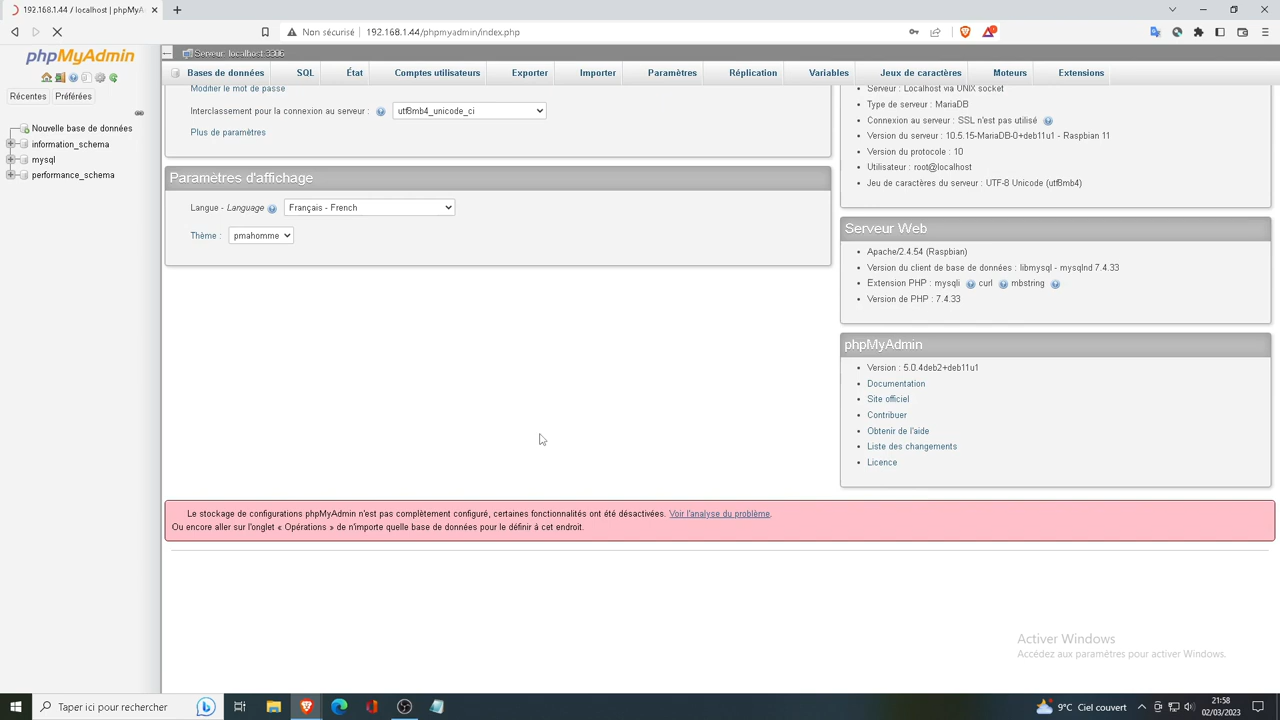 192.168.1.44 / localhost | phpMyA
Non sécurisé
192.168.1.44/phpmyadmin/index.php
phpMyAdmin
Récentes
Préférées
Nouvelle base de données
information_schema
mysql
performance_schema
Serveur: localhost:3306
Bases de données
SQL
État
Comptes utilisateurs
Exporter
Importer
Paramètres
Réplication
Variables
Jeux de caractères
Moteurs
Extensions
Modifier le mot de passe
Interclassement pour la connexion au serveur :
utf8mb4_unicode_ci
Plus de paramètres
Paramètres d'affichage
Langue - Language
Français - French
Thème :
pmahomme
Serveur : Localhost via UNIX socket
Type de serveur : MariaDB
Connexion au serveur : SSL n'est pas utilisé
Version du serveur : 10.5.15-MariaDB-0+deb11u1 - Raspbian 11
Version du protocole : 10
Utilisateur : root@localhost
Jeu de caractères du serveur : UTF-8 Unicode (utf8mb4)
Serveur Web
Apache/2.4.54 (Raspbian)
Version du client de base de données : libmysql - mysqlnd 7.4.33
Extension PHP : mysqli curl mbstring
Version de PHP : 7.4.33
phpMyAdmin
Version : 5.0.4deb2+deb11u1
Documentation
Site officiel
Contribuer
Obtenir de l'aide
Liste des changements
Licence
Le stockage de configurations phpMyAdmin n'est pas complètement configuré, certaines fonctionnalités ont été désactivées. Voir l'analyse du problème.
Ou encore aller sur l'onglet « Opérations » de n'importe quelle base de données pour le définir à cet endroit.
Activer Windows
Accédez aux paramètres pour activer Windows.
Taper ici pour rechercher
9°C Ciel couvert
21:58
02/03/2023